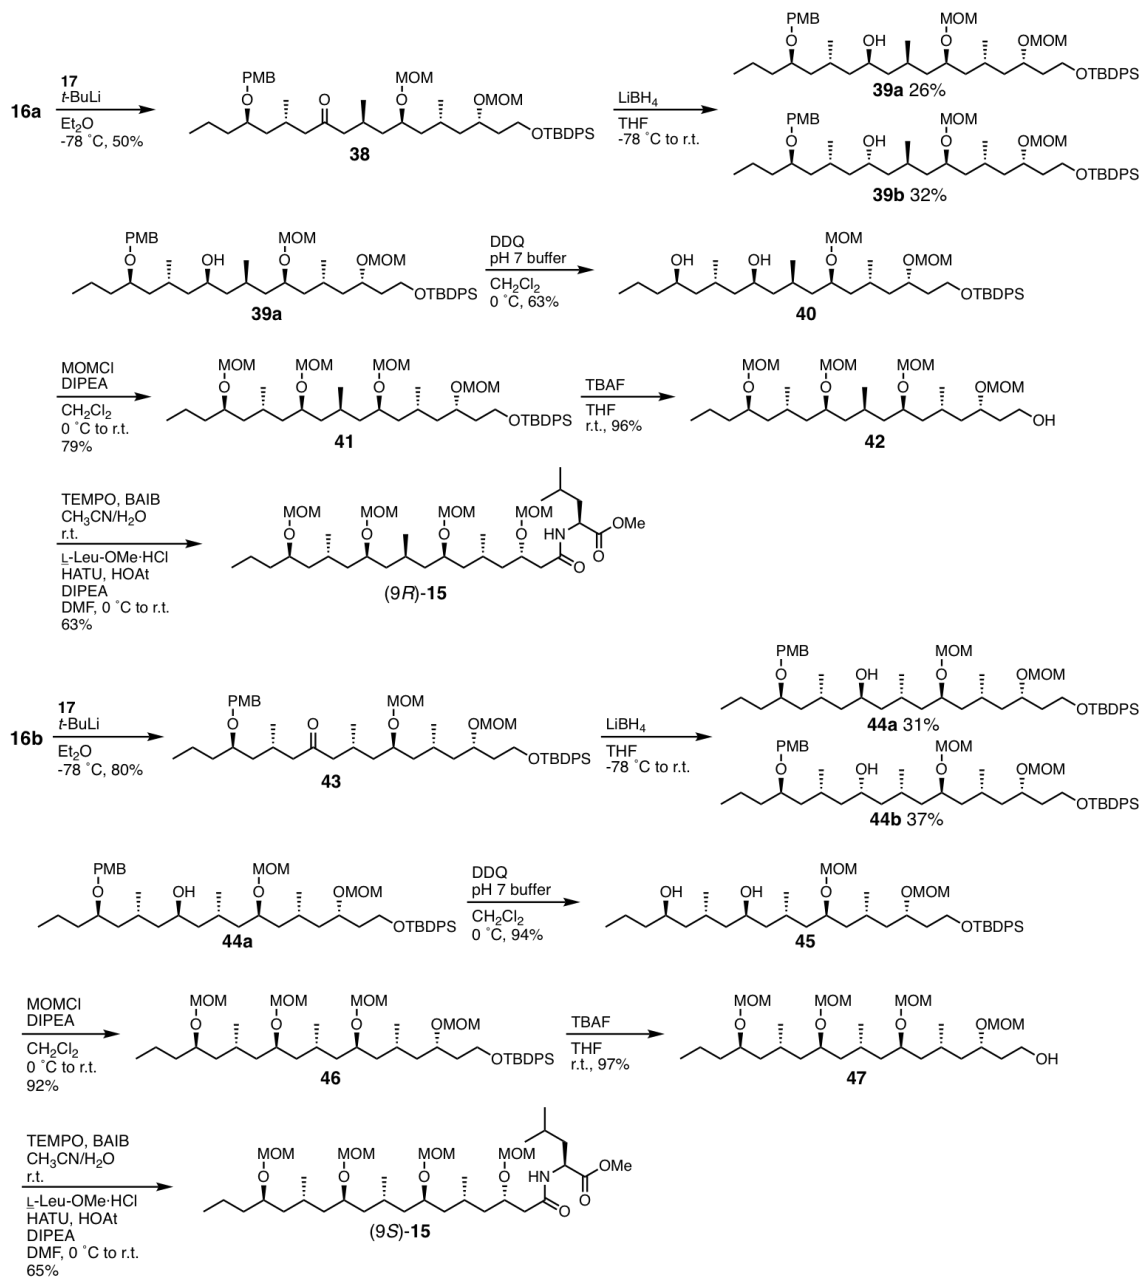 16a
17
t-BuLi
Et2O
-78 °C, 50%
PMB
O
O
MOM
O
OMOM
OTBDPS
38
LiBH4
THF
-78 °C to r.t.
PMB
O
OH
MOM
O
OMOM
OTBDPS
39a 26%
PMB
O
OH
MOM
O
OMOM
OTBDPS
39b 32%
PMB
O
OH
MOM
O
OMOM
OTBDPS
39a
DDQ
pH 7 buffer
CH2Cl2
0 °C, 63%
OH
OH
MOM
O
OMOM
OTBDPS
40
MOMCl
DIPEA
CH2Cl2
0 °C to r.t.
79%
MOM
O
MOM
O
MOM
O
OMOM
OTBDPS
41
TBAF
THF
r.t., 96%
MOM
O
MOM
O
MOM
O
OMOM
OH
42
TEMPO, BAIB
CH3CN/H2O
r.t.
L-Leu-OMe·HCl
HATU, HOAt
DIPEA
DMF, 0 °C to r.t.
63%
MOM
O
MOM
O
MOM
O
MOM
O
HN
O
OMe
O
(9R)-15
16b
17
t-BuLi
Et2O
-78 °C, 80%
PMB
O
O
MOM
O
OMOM
OTBDPS
43
LiBH4
THF
-78 °C to r.t.
PMB
O
OH
MOM
O
OMOM
OTBDPS
44a 31%
PMB
O
OH
MOM
O
OMOM
OTBDPS
44b 37%
PMB
O
OH
MOM
O
OMOM
OTBDPS
44a
DDQ
pH 7 buffer
CH2Cl2
0 °C, 94%
OH
OH
MOM
O
OMOM
OTBDPS
45
MOMCl
DIPEA
CH2Cl2
0 °C to r.t.
92%
MOM
O
MOM
O
MOM
O
OMOM
OTBDPS
46
TBAF
THF
r.t., 97%
MOM
O
MOM
O
MOM
O
OMOM
OH
47
TEMPO, BAIB
CH3CN/H2O
r.t.
L-Leu-OMe·HCl
HATU, HOAt
DIPEA
DMF, 0 °C to r.t.
65%
MOM
O
MOM
O
MOM
O
MOM
O
HN
O
OMe
O
(9S)-15